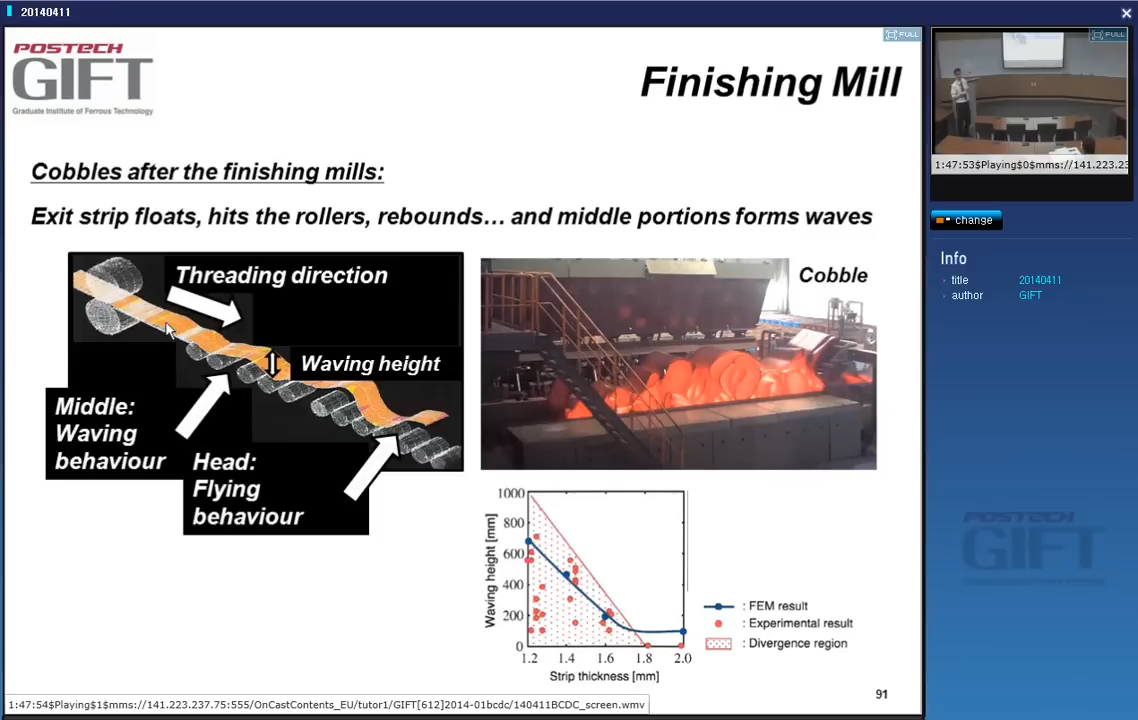 20140411
POSTECH
GIFT
Graduate Institute of Ferrous Technology
FULL
Finishing Mill
Cobbles after the finishing mills:
Exit strip floats, hits the rollers, rebounds… and middle portions forms waves
Threading direction
Waving height
Middle:
Waving
behaviour
Head:
Flying
behaviour
Cobble
1000
800
600
400
200
0
Waving height [mm]
1.2 1.4 1.6 1.8 2.0
Strip thickness [mm]
: FEM result
: Experimental result
: Divergence region
91
1:47:54$Playing$1$mms://141.223.237.75:555/OnCastContents_EU/tutor1/GIFT[612]2014-01bcdc/140411BCDC_screen.wmv
FULL
1:47:53$Playing$0$mms://141.223.23
change
Info
title 20140411
author GIFT
POSTECH
GIFT